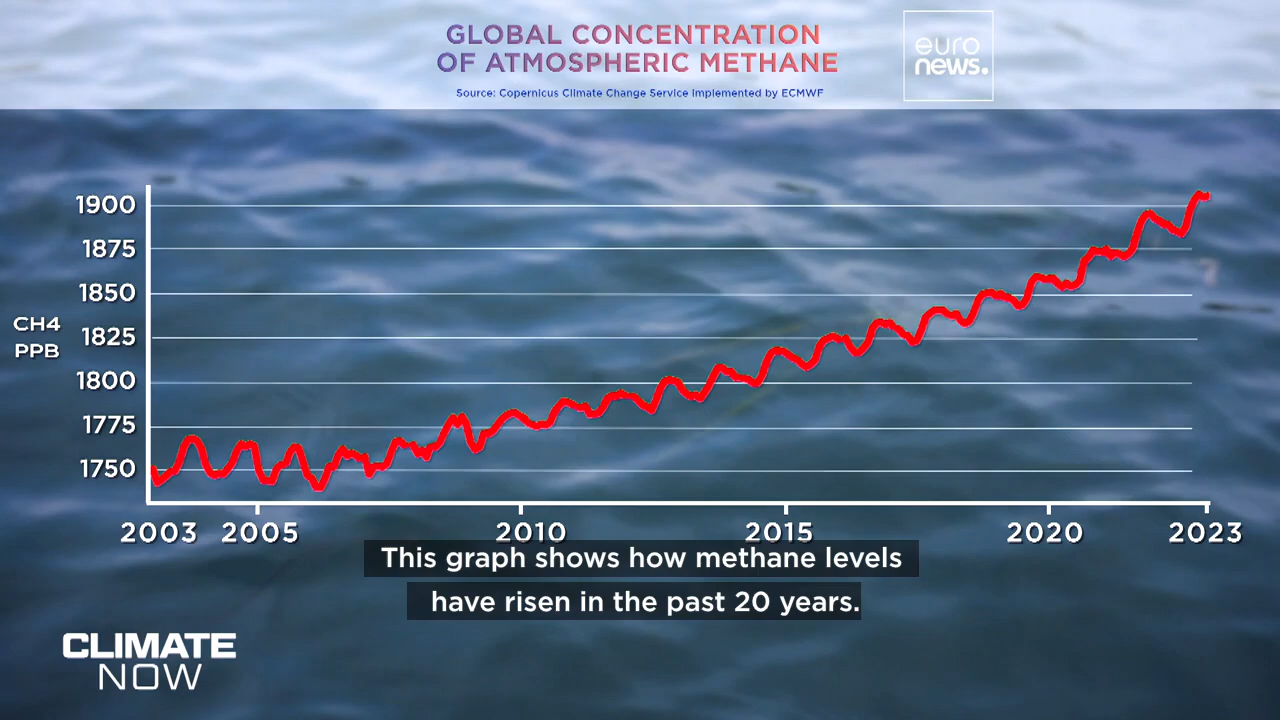 GLOBAL CONCENTRATION
OF ATMOSPHERIC METHANE
Source: Copernicus Climate Change Service Implemented by ECMWF
euro
news.
1900
1875
1850
CH4
PPB
1825
1800
1775
1750
2003 2005 2010 2015 2020 2023
This graph shows how methane levels
have risen in the past 20 years.
CLIMATE
NOW